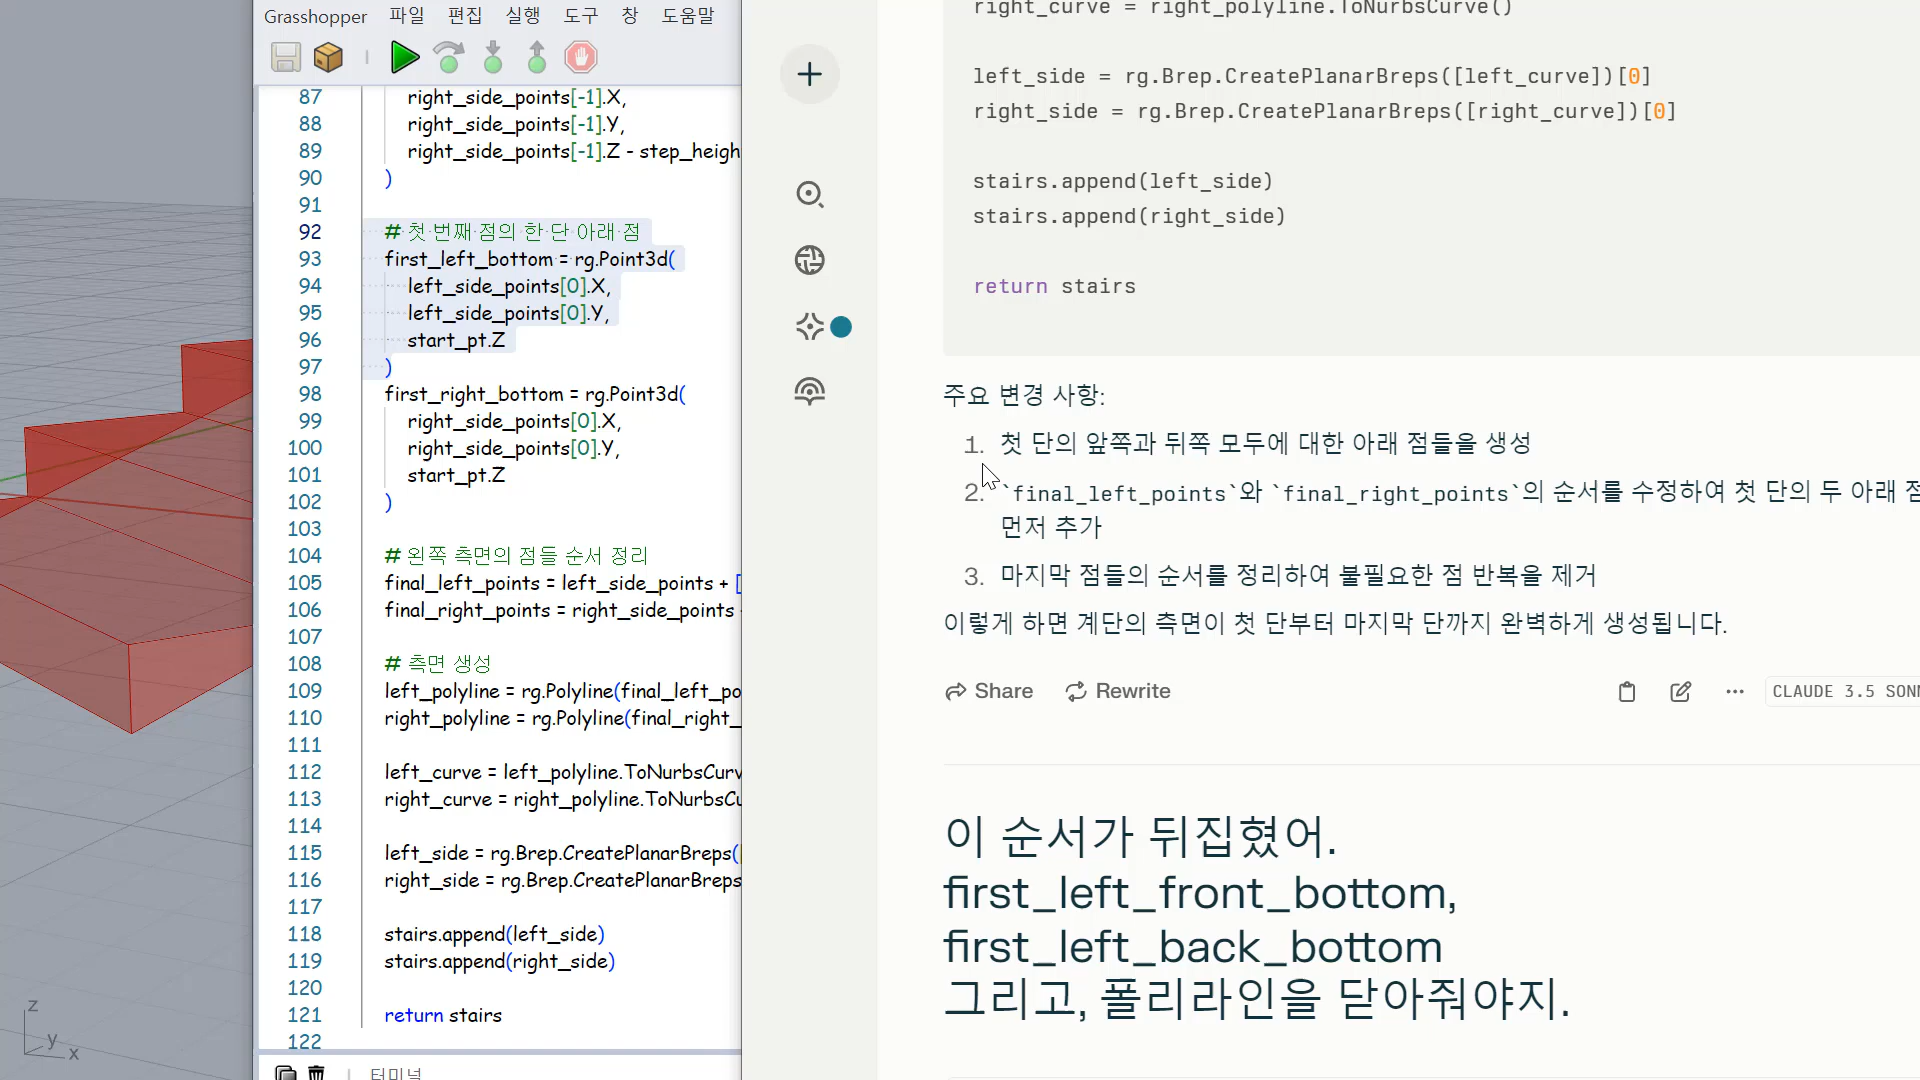 Grasshopper 파일 편집 실행 도구 창 도움말
87 right_side_points[-1].X,
88 right_side_points[-1].Y,
89 right_side_points[-1].Z - step_heigh
90 )
91
92 # 첫 번째 점의 한 단 아래 점
93 first_left_bottom = rg.Point3d(
94 left_side_points[0].X,
95 left_side_points[0].Y,
96 start_pt.Z
97 )
98 first_right_bottom = rg.Point3d(
99 right_side_points[0].X,
100 right_side_points[0].Y,
101 start_pt.Z
102 )
103
104 # 왼쪽 측면의 점들 순서 정리
105 final_left_points = left_side_points + [
106 final_right_points = right_side_points
107
108 # 측면 생성
109 left_polyline = rg.Polyline(final_left_po
110 right_polyline = rg.Polyline(final_right_
111
112 left_curve = left_polyline.ToNurbsCurv
113 right_curve = right_polyline.ToNurbsCu
114
115 left_side = rg.Brep.CreatePlanarBreps(
116 right_side = rg.Brep.CreatePlanarBreps
117
118 stairs.append(left_side)
119 stairs.append(right_side)
120
121 return stairs
122
터미널
z
y
x
right_curve = right_polyline.ToNurbsCurve()
left_side = rg.Brep.CreatePlanarBreps([left_curve])[0]
right_side = rg.Brep.CreatePlanarBreps([right_curve])[0]
stairs.append(left_side)
stairs.append(right_side)
return stairs
주요 변경 사항:
1. 첫 단의 앞쪽과 뒤쪽 모두에 대한 아래 점들을 생성
2. `final_left_points`와 `final_right_points`의 순서를 수정하여 첫 단의 두 아래 점
먼저 추가
3. 마지막 점들의 순서를 정리하여 불필요한 점 반복을 제거
이렇게 하면 계단의 측면이 첫 단부터 마지막 단까지 완벽하게 생성됩니다.
Share Rewrite CLAUDE 3.5 SONN
이 순서가 뒤집혔어.
first_left_front_bottom,
first_left_back_bottom
그리고, 폴리라인을 닫아줘야지.